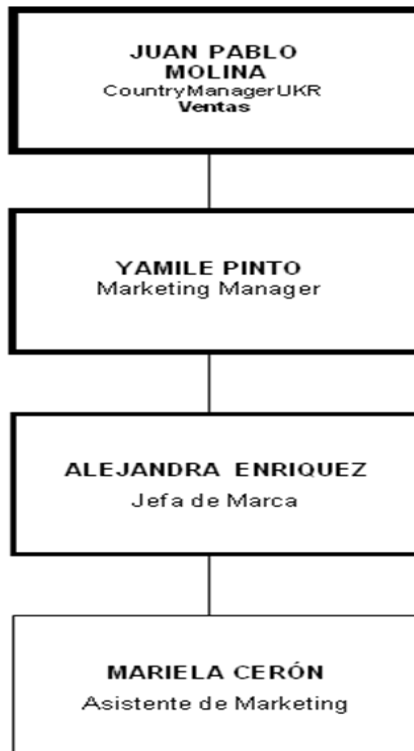 JUAN PABLO
MOLINA
CountryManagerUKR
Ventas
YAMILE PINTO
Marketing Manager
ALEJANDRA ENRIQUEZ
Jefa de Marca
MARIELA CERÓN
Asistente de Marketing